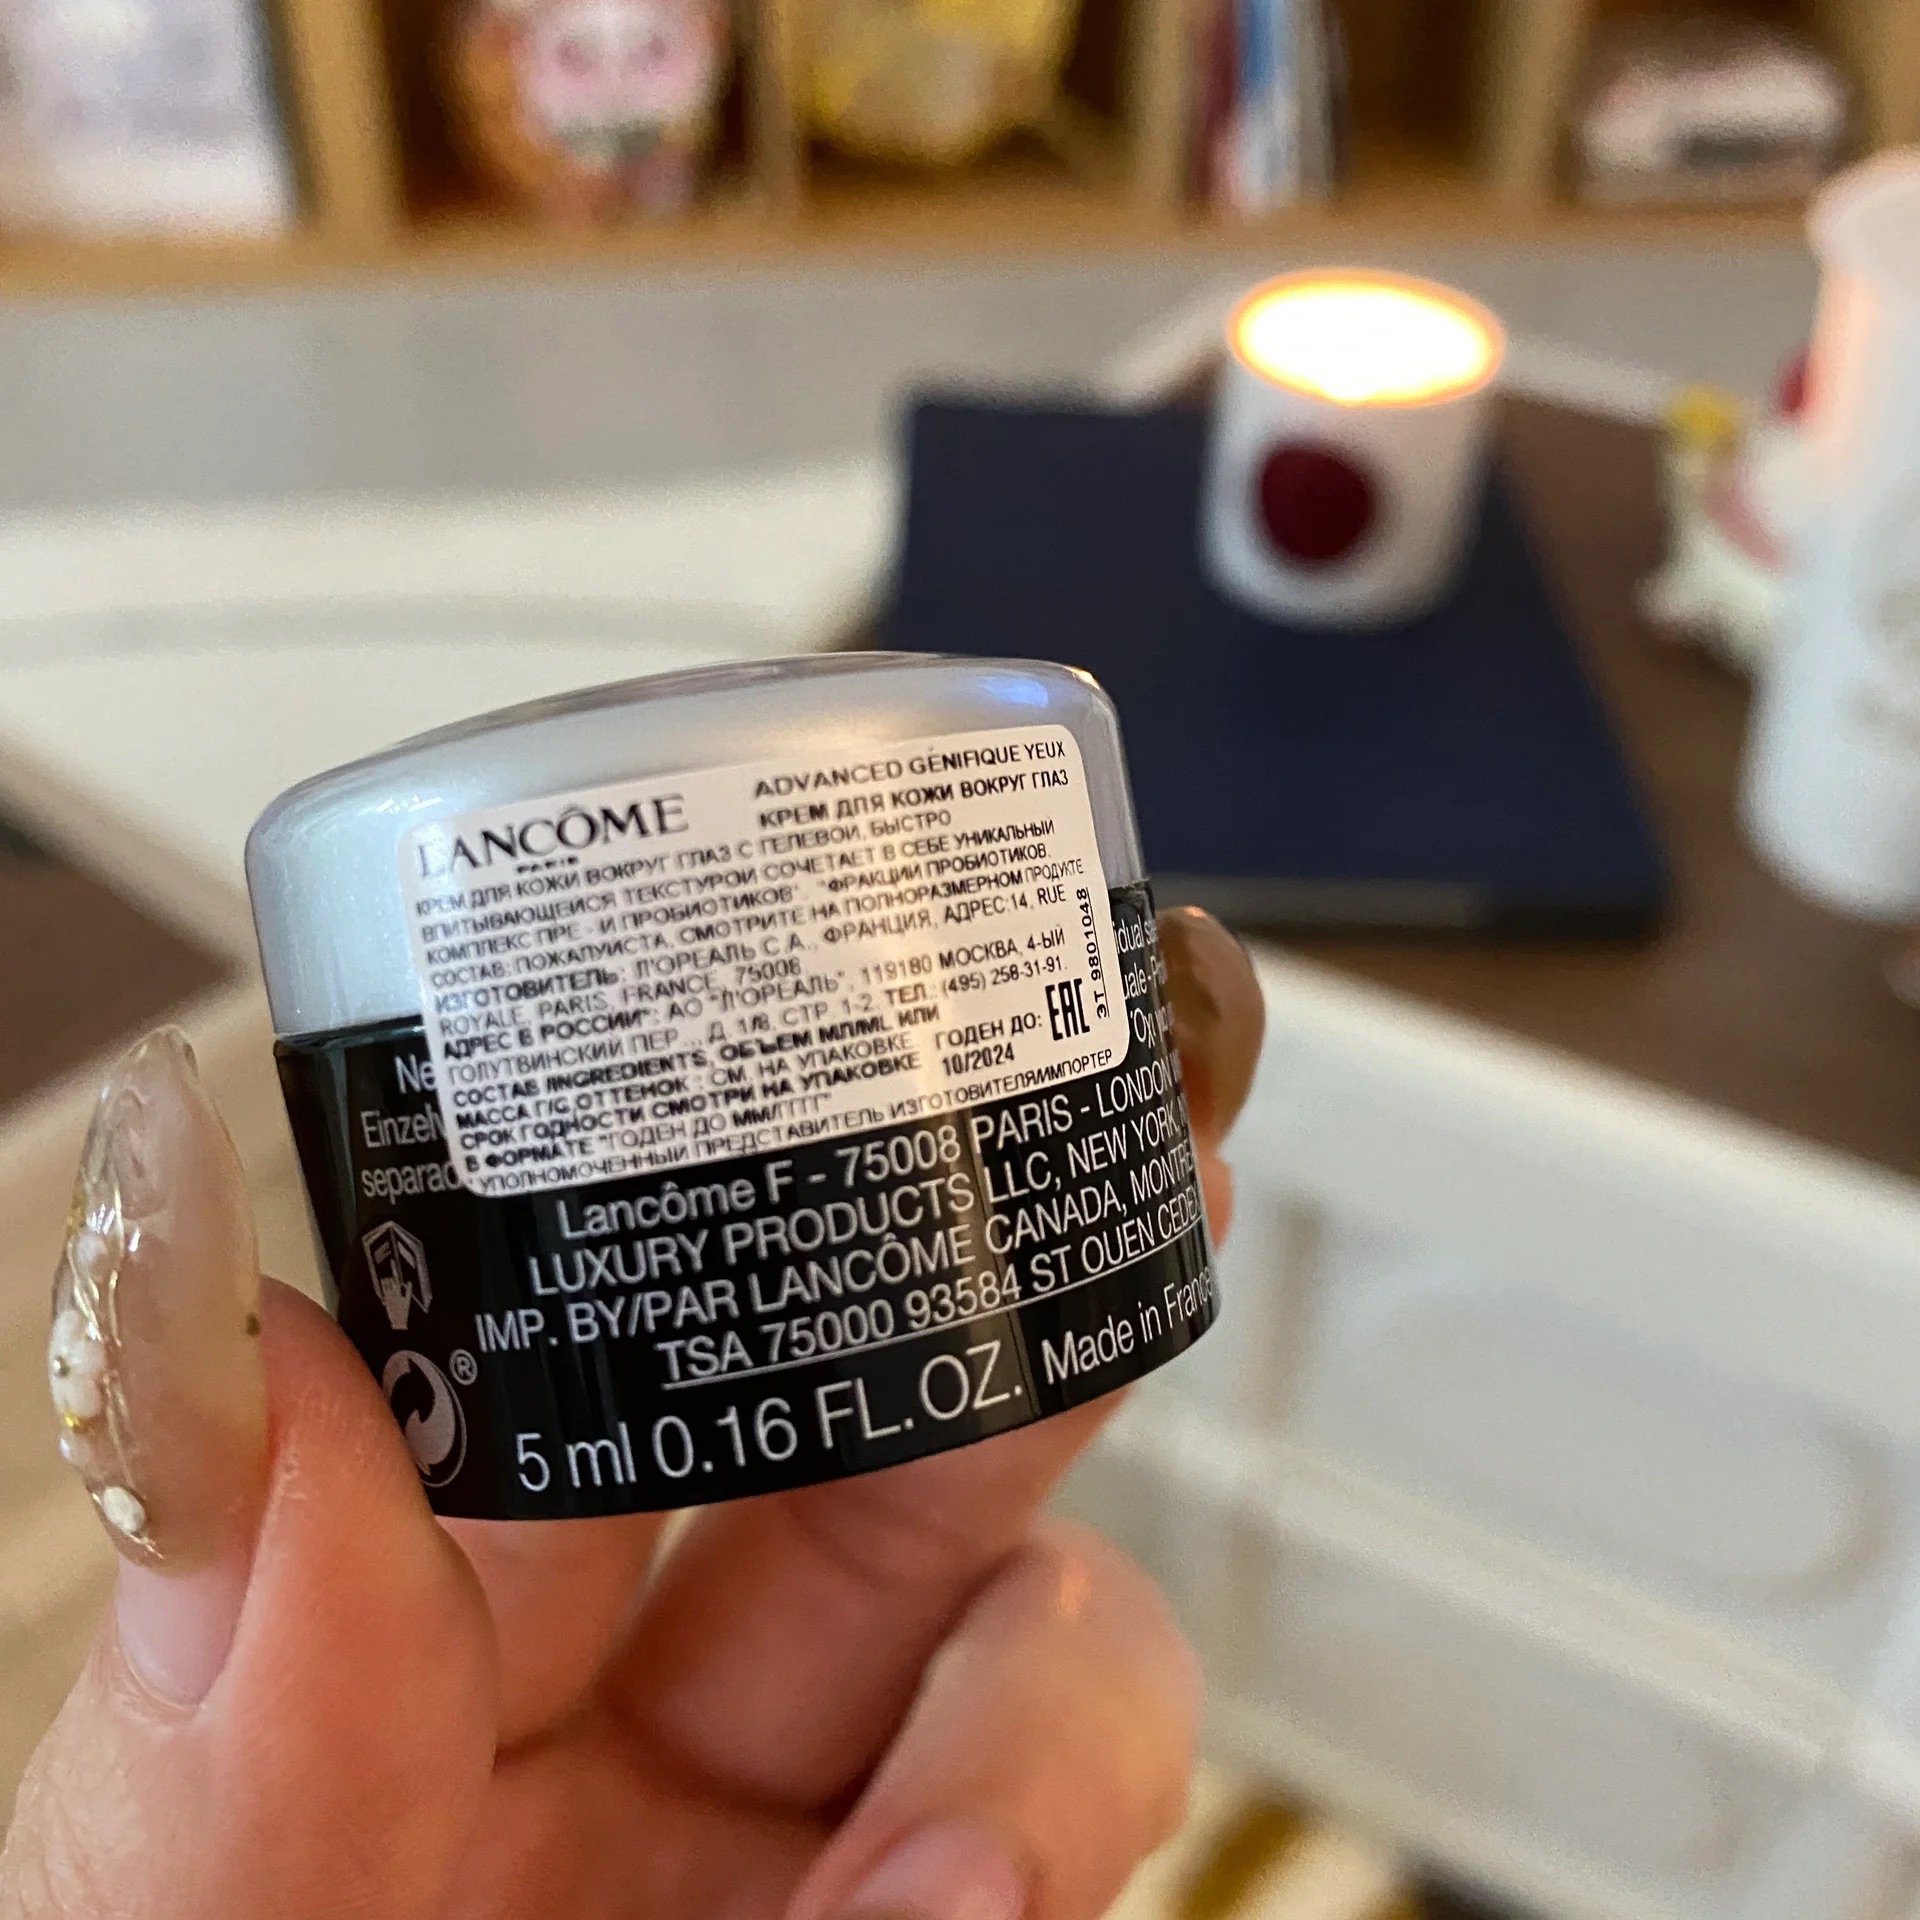 LANCÔME
PARIS
ADVANCED GÉNIFIQUE YEUX
КРЕМ ДЛЯ КОЖИ ВОКРУГ ГЛАЗ
КРЕМ ДЛЯ КОЖИ ВОКРУГ ГЛАЗ С ГЕЛЕВОЙ, БЫСТРО
ВПИТЫВАЮЩЕЙСЯ ТЕКСТУРОЙ СОЧЕТАЕТ В СЕБЕ УНИКАЛЬНЫЙ
КОМПЛЕКС ПРЕ - И ПРОБИОТИКОВ*. *ФРАКЦИИ ПРОБИОТИКОВ.
СОСТАВ: ПОЖАЛУЙСТА, СМОТРИТЕ НА ПОЛНОРАЗМЕРНОМ ПРОДУКТЕ
ИЗГОТОВИТЕЛЬ: Л'ОРЕАЛЬ С.А., ФРАНЦИЯ, АДРЕС:14, RUE
ROYALE, PARIS, FRANCE, 75008
АДРЕС В РОССИИ*: АО "Л'ОРЕАЛЬ", 119180 МОСКВА, 4-ЫЙ
ГОЛУТВИНСКИЙ ПЕР., Д. 1/8, СТР. 1-2. ТЕЛ.: (495) 258-31-91.
СОСТАВ /INGREDIENTS, ОБЪЕМ МЛ/ML ИЛИ
МАССА Г/G, ОТТЕНОК : СМ. НА УПАКОВКЕ
СРОК ГОДНОСТИ СМОТРИ НА УПАКОВКЕ
В ФОРМАТЕ "ГОДЕН ДО ММ/ГГГГ"
ГОДЕН ДО:
10/2024
EAC
ЭТ 9801048
*УПОЛНОМОЧЕННЫЙ ПРЕДСТАВИТЕЛЬ ИЗГОТОВИТЕЛЯ/ИМПОРТЕР
Lancôme F - 75008 PARIS - LONDON
LUXURY PRODUCTS LLC, NEW YORK
IMP. BY/PAR LANCÔME CANADA,
TSA 75000 93584 ST OUEN CEDEX
5 ml 0.16 FL. OZ. Made in France